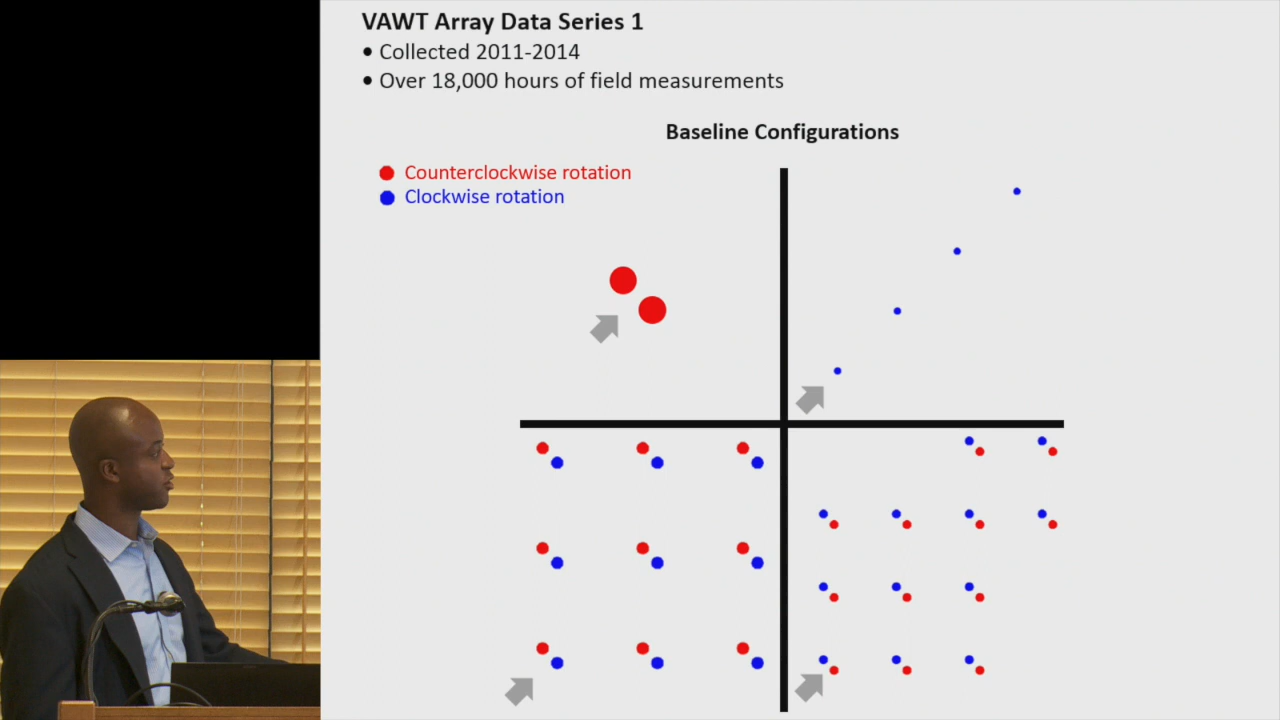 VAWT Array Data Series 1
• Collected 2011-2014
• Over 18,000 hours of field measurements
Baseline Configurations
Counterclockwise rotation
Clockwise rotation